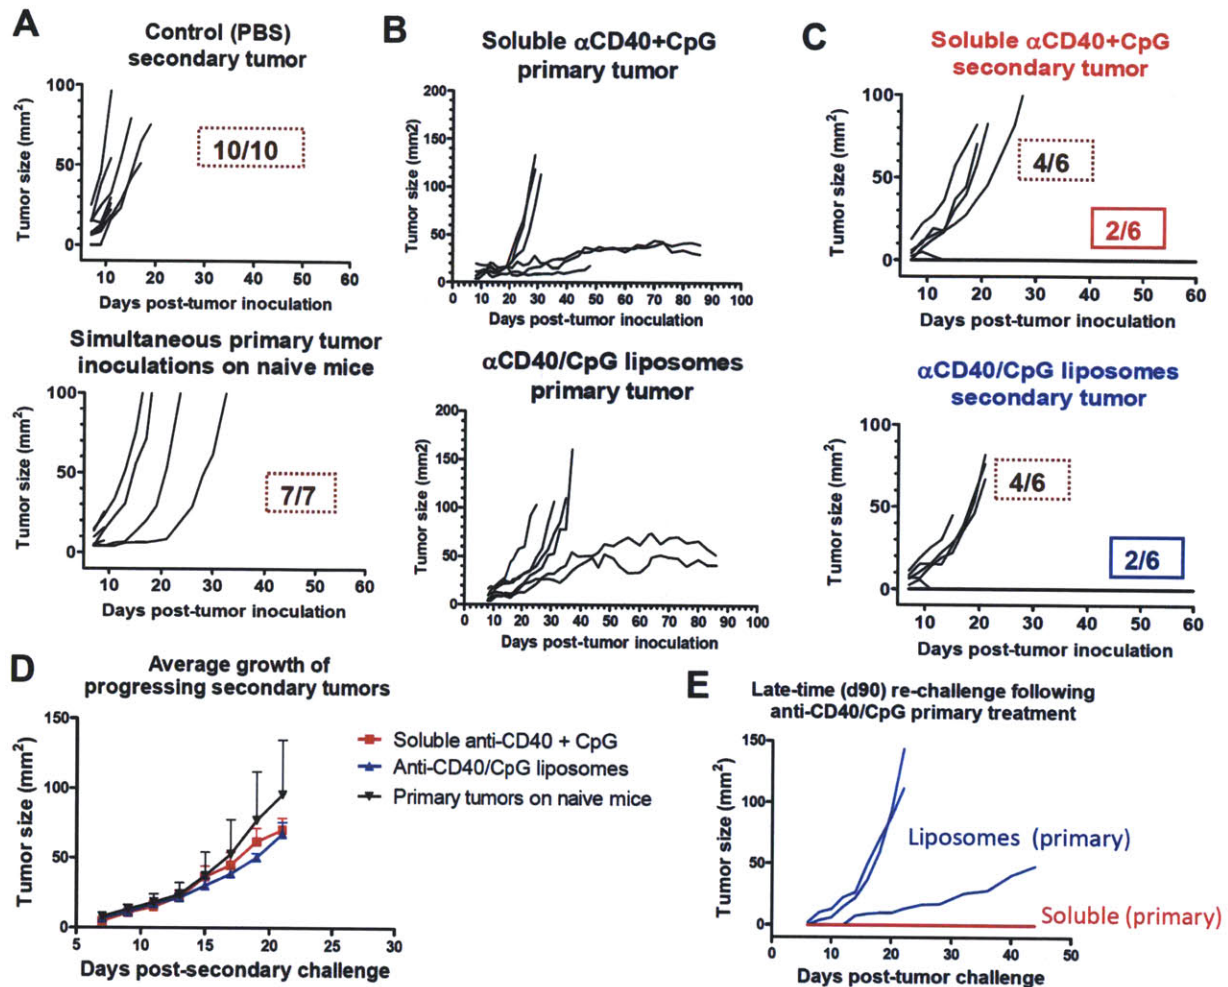 A
Control (PBS)
secondary tumor
Tumor size (mm²)
100
50
0
10/10
10 20 30 40 50 60
Days post-tumor inoculation
Simultaneous primary tumor
inoculations on naive mice
Tumor size (mm²)
100
50
0
7/7
10 20 30 40 50 60
Days post-tumor inoculation
B
Soluble αCD40+CpG
primary tumor
Tumor size (mm2)
200
150
100
50
0
0 10 20 30 40 50 60 70 80 90 100
Days post-tumor inoculation
αCD40/CpG liposomes
primary tumor
Tumor size (mm2)
200
150
100
50
0
0 10 20 30 40 50 60 70 80 90 100
Days post-tumor inoculation
C
Soluble αCD40+CpG
secondary tumor
Tumor size (mm²)
100
50
0
4/6
2/6
10 20 30 40 50 60
Days post-tumor inoculation
αCD40/CpG liposomes
secondary tumor
Tumor size (mm²)
100
50
0
4/6
2/6
10 20 30 40 50 60
Days post-tumor inoculation
D
Average growth of
progressing secondary tumors
Tumor size (mm²)
150
100
50
0
5 10 15 20 25 30
Days post-secondary challenge
Soluble anti-CD40 + CpG
Anti-CD40/CpG liposomes
Primary tumors on naive mice
E
Late-time (d90) re-challenge following
anti-CD40/CpG primary treatment
Tumor size (mm²)
150
100
50
0
Liposomes (primary)
Soluble (primary)
0 10 20 30 40 50
Days post-tumor challenge